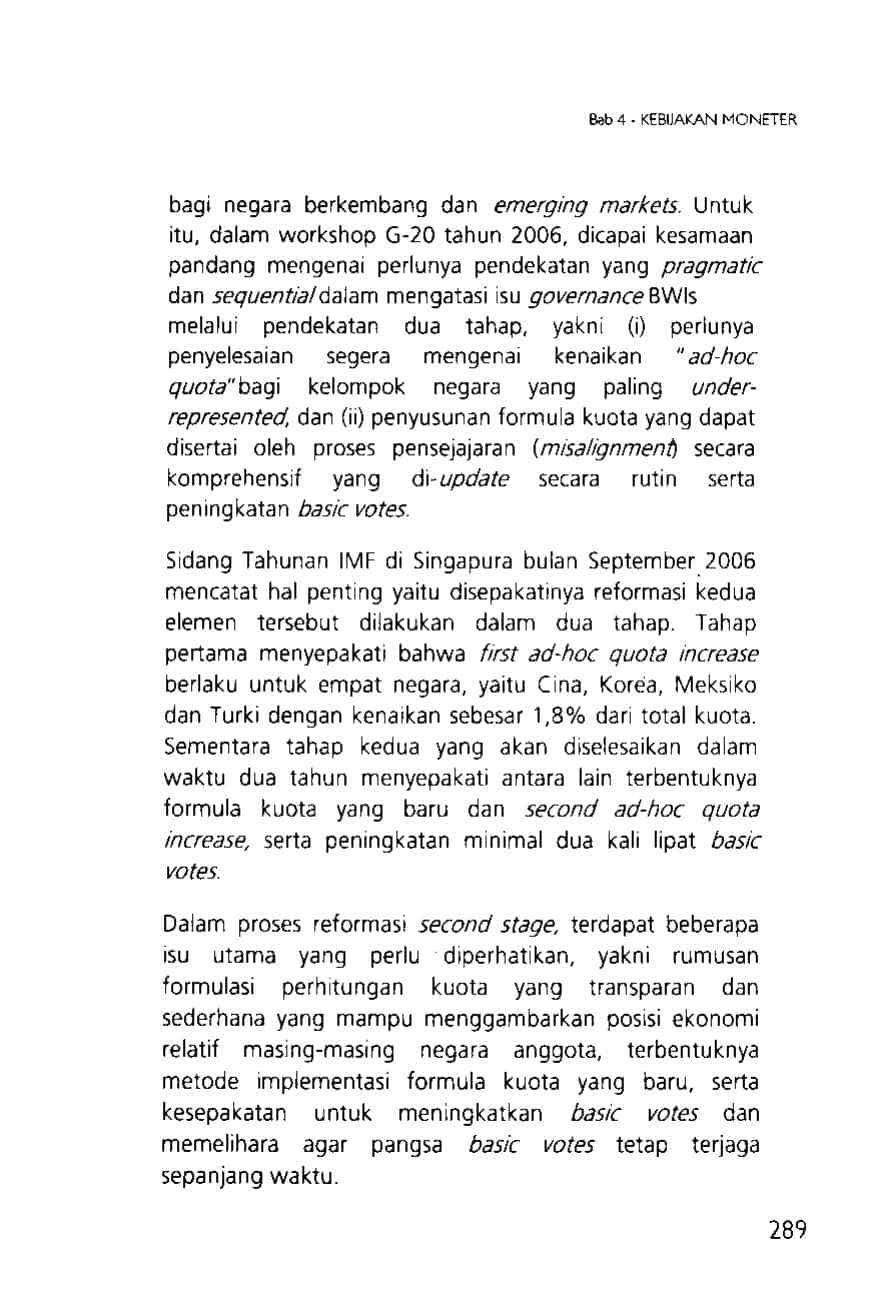 Bab 4 - KEBIJAKAN MONETER
bagi negara berkembang dan emerging markets. Untuk
itu, dalam workshop G-20 tahun 2006, dicapai kesamaan
pandang mengenai perlunya pendekatan yang pragmatic
dan sequential dalam mengatasi isu governance BWIs
melalui pendekatan dua tahap, yakni (i) perlunya
penyelesaian segera mengenai kenaikan "ad-hoc
quota" bagi kelompok negara yang paling under-
represented, dan (ii) penyusunan formula kuota yang dapat
disertai oleh proses pensejajaran (misalignment) secara
komprehensif yang di-update secara rutin serta
peningkatan basic votes.
Sidang Tahunan IMF di Singapura bulan September 2006
mencatat hal penting yaitu disepakatinya reformasi kedua
elemen tersebut dilakukan dalam dua tahap. Tahap
pertama menyepakati bahwa first ad-hoc quota increase
berlaku untuk empat negara, yaitu Cina, Korea, Meksiko
dan Turki dengan kenaikan sebesar 1,8% dari total kuota.
Sementara tahap kedua yang akan diselesaikan dalam
waktu dua tahun menyepakati antara lain terbentuknya
formula kuota yang baru dan second ad-hoc quota
increase, serta peningkatan minimal dua kali lipat basic
votes.
Dalam proses reformasi second stage, terdapat beberapa
isu utama yang perlu diperhatikan, yakni rumusan
formulasi perhitungan kuota yang transparan dan
sederhana yang mampu menggambarkan posisi ekonomi
relatif masing-masing negara anggota, terbentuknya
metode implementasi formula kuota yang baru, serta
kesepakatan untuk meningkatkan basic votes dan
memelihara agar pangsa basic votes tetap terjaga
sepanjang waktu.
289